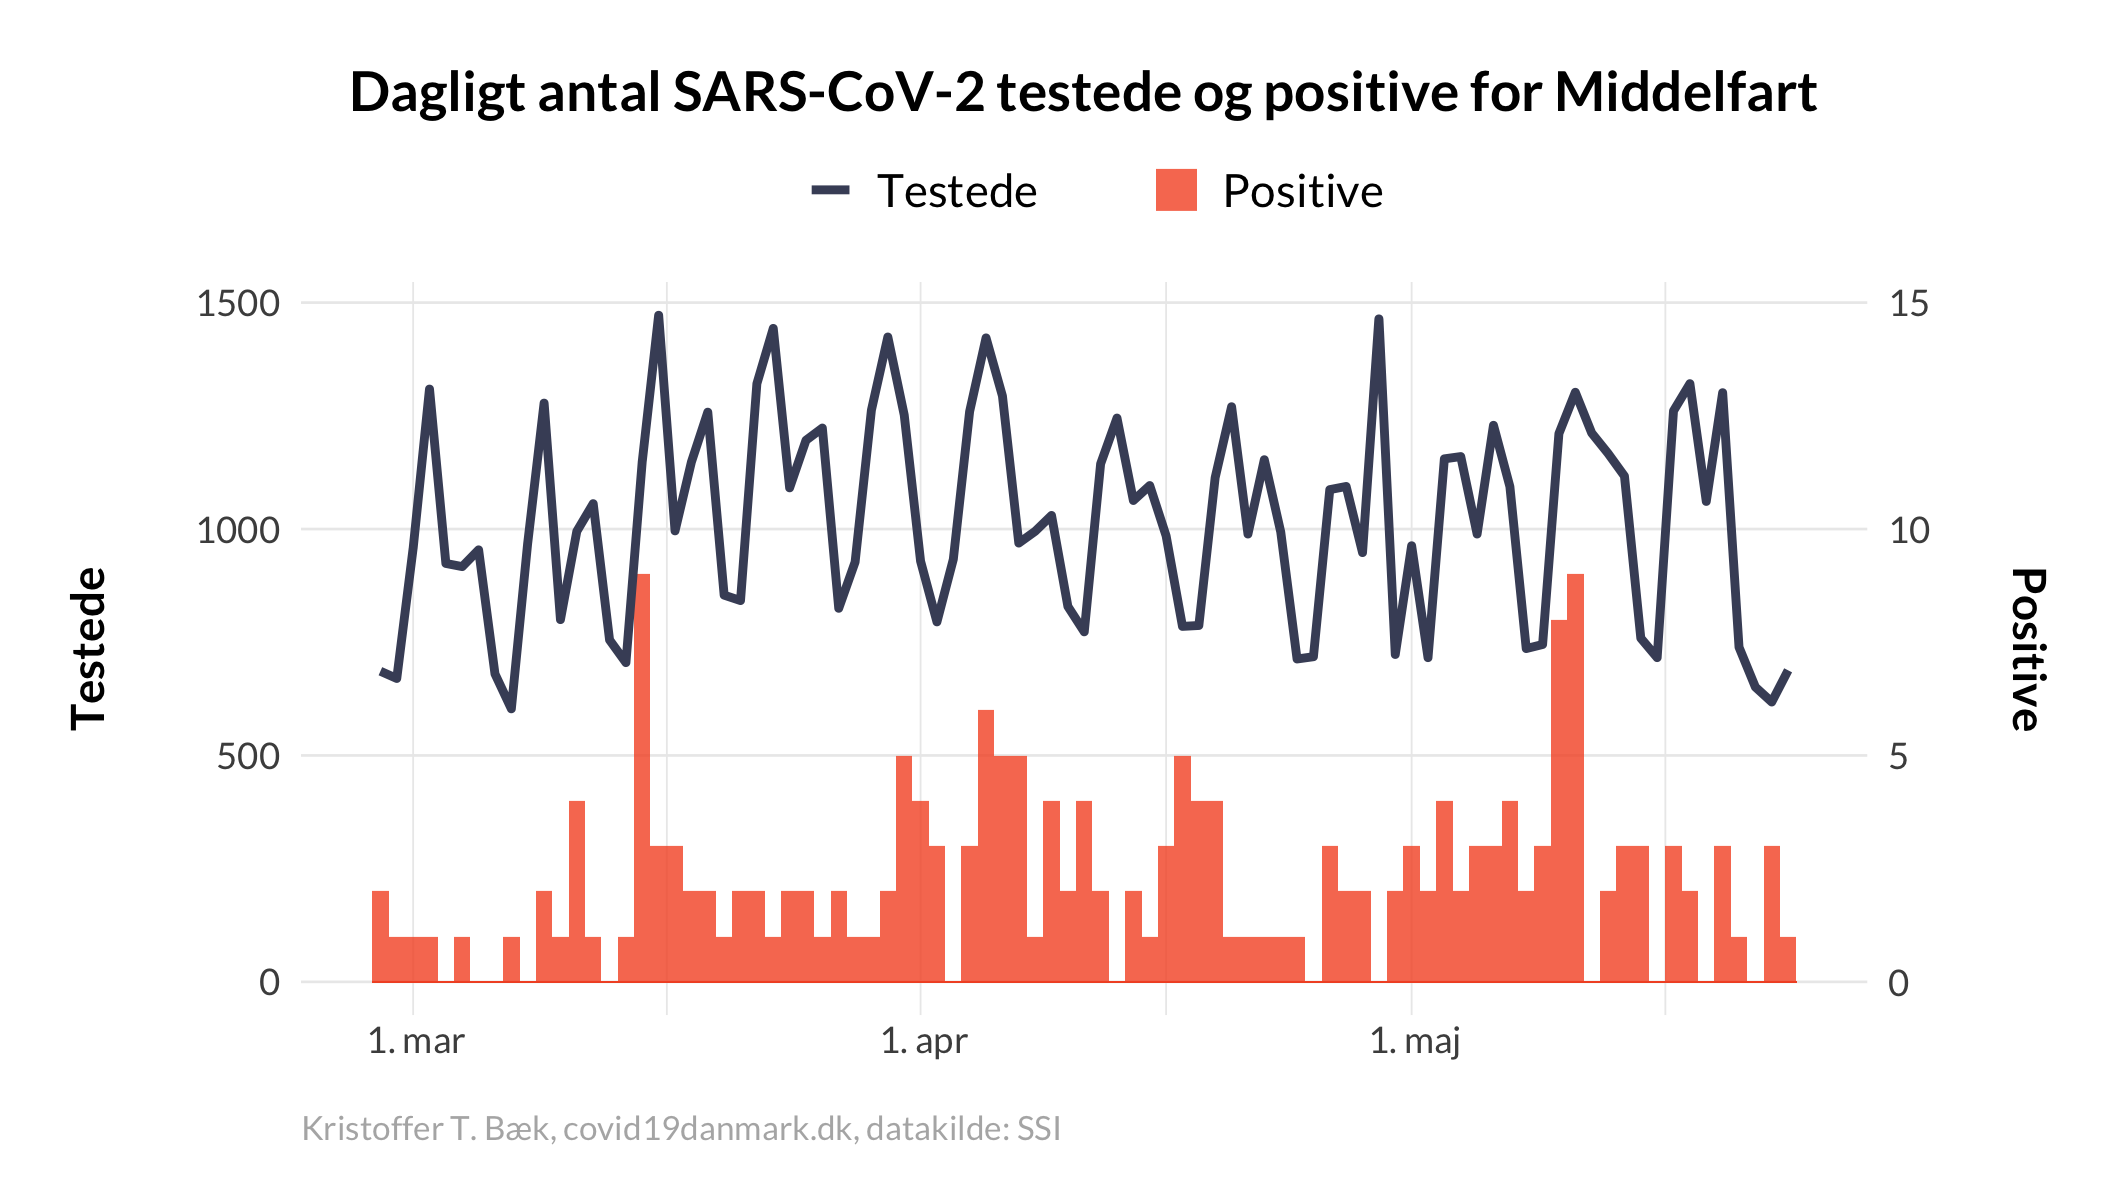 Dagligt antal SARS-CoV-2 testede og positive for Middelfart
Testede Positive
1500 15
1000 10
Testede
Positive
500 5
0 0
1. mar 1. apr 1. maj
Kristoffer T. Bæk, covid19danmark.dk, datakilde: SSI